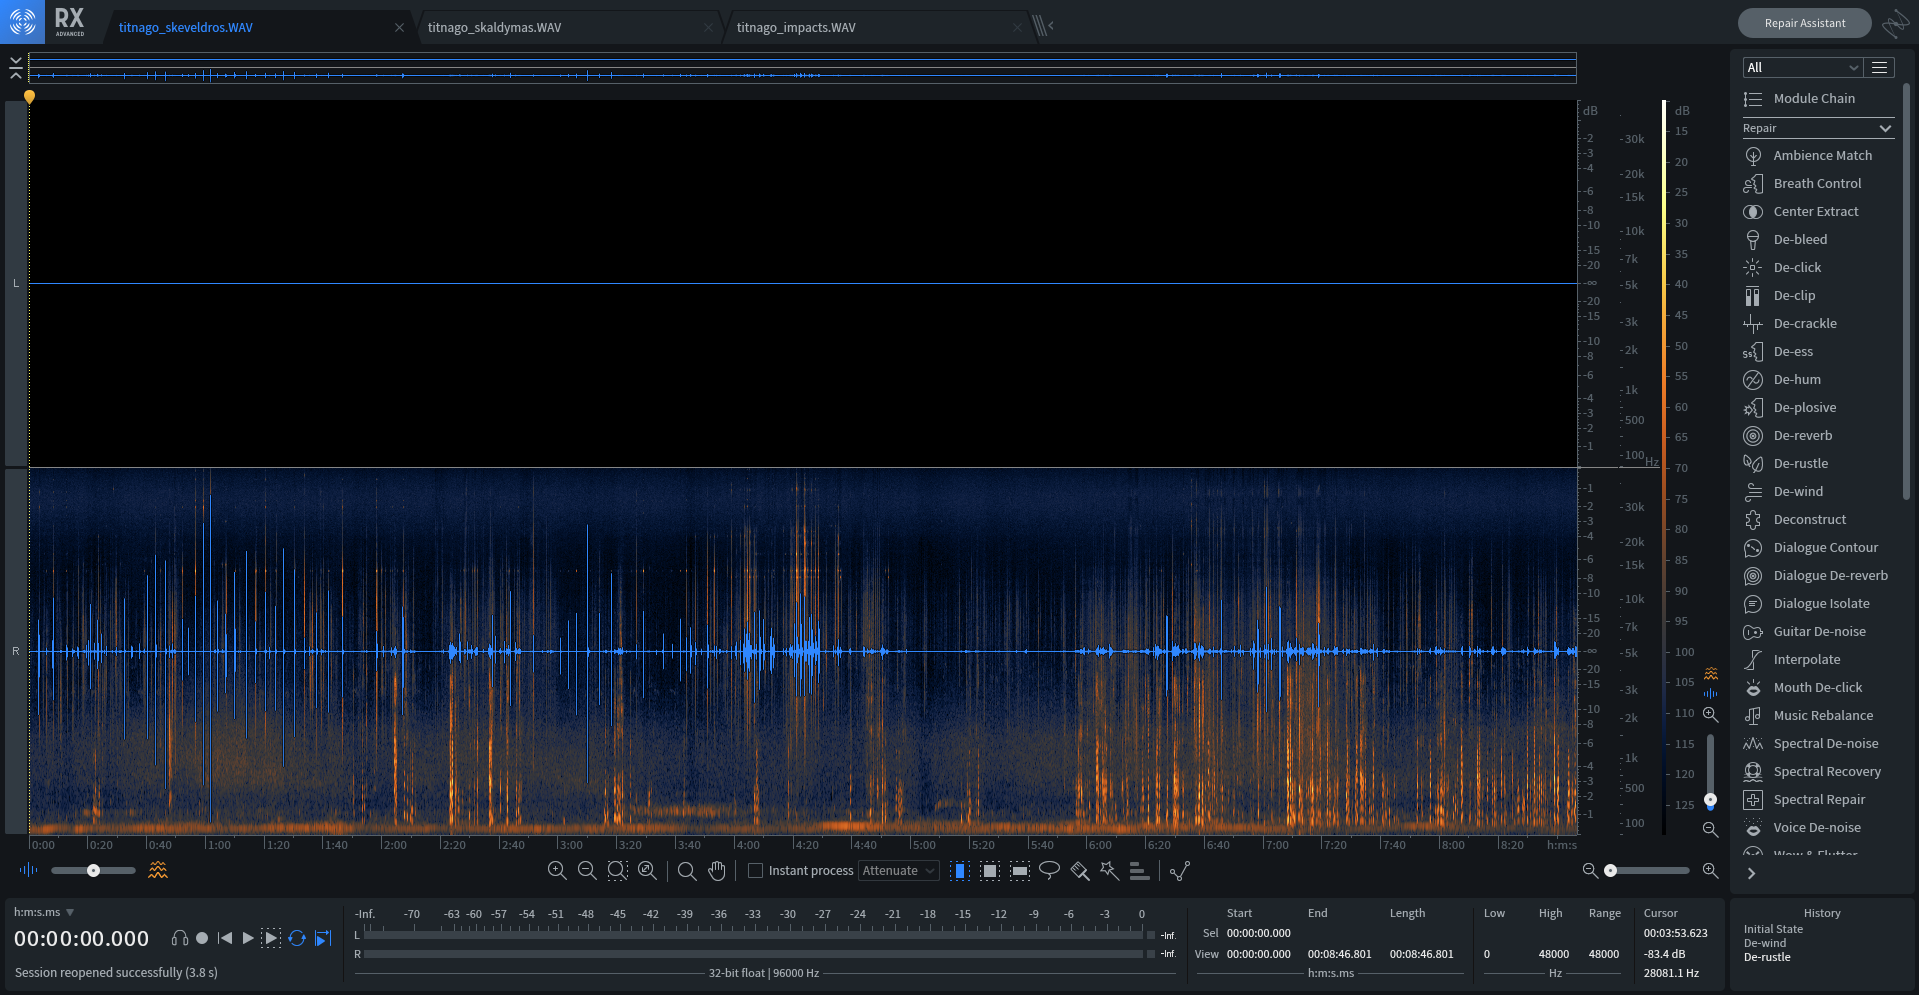 RX
ADVANCED
titnago_skeveldros.WAV
titnago_skaldymas.WAV
titnago_impacts.WAV
Repair Assistant
All
Module Chain
Repair
Ambience Match
Breath Control
Center Extract
De-bleed
De-click
De-clip
De-crackle
De-ess
De-hum
De-plosive
De-reverb
De-rustle
De-wind
Deconstruct
Dialogue Contour
Dialogue De-reverb
Dialogue Isolate
Guitar De-noise
Interpolate
Mouth De-click
Music Rebalance
Spectral De-noise
Spectral Recovery
Spectral Repair
Voice De-noise
Wow & Flutter
L
R
dB
-2
-3
-4
-6
-8
-10
-15
-20
-∞
-20
-15
-10
-8
-6
-4
-3
-2
-1
-1
-2
-3
-4
-6
-8
-10
-15
-20
-∞
-20
-15
-10
-8
-6
-4
-3
-2
-1
-30k
-20k
-15k
-10k
-7k
-5k
-3k
-2k
-1k
-500
-100
Hz
-30k
-20k
-15k
-10k
-7k
-5k
-3k
-2k
-1k
-500
-100
dB
15
20
25
30
35
40
45
50
55
60
65
70
75
80
85
90
95
100
105
110
115
120
125
0:00 0:20 0:40 1:00 1:20 1:40 2:00 2:20 2:40 3:00 3:20 3:40 4:00 4:20 4:40 5:00 5:20 5:40 6:00 6:20 6:40 7:00 7:20 7:40 8:00 8:20 h:m:s
Instant process Attenuate
h:m:s.ms
00:00:00.000
Session reopened successfully (3.8 s)
-Inf. -70 -63 -60 -57 -54 -51 -48 -45 -42 -39 -36 -33 -30 -27 -24 -21 -18 -15 -12 -9 -6 -3 0
L -Inf.
R -Inf.
32-bit float | 96000 Hz
Start End Length
Sel 00:00:00.000
View 00:00:00.000 00:08:46.801 00:08:46.801
h:m:s.ms
Low High Range
0 48000 48000
Hz
Cursor
00:03:53.623
-83.4 dB
28081.1 Hz
History
Initial State
De-wind
De-rustle